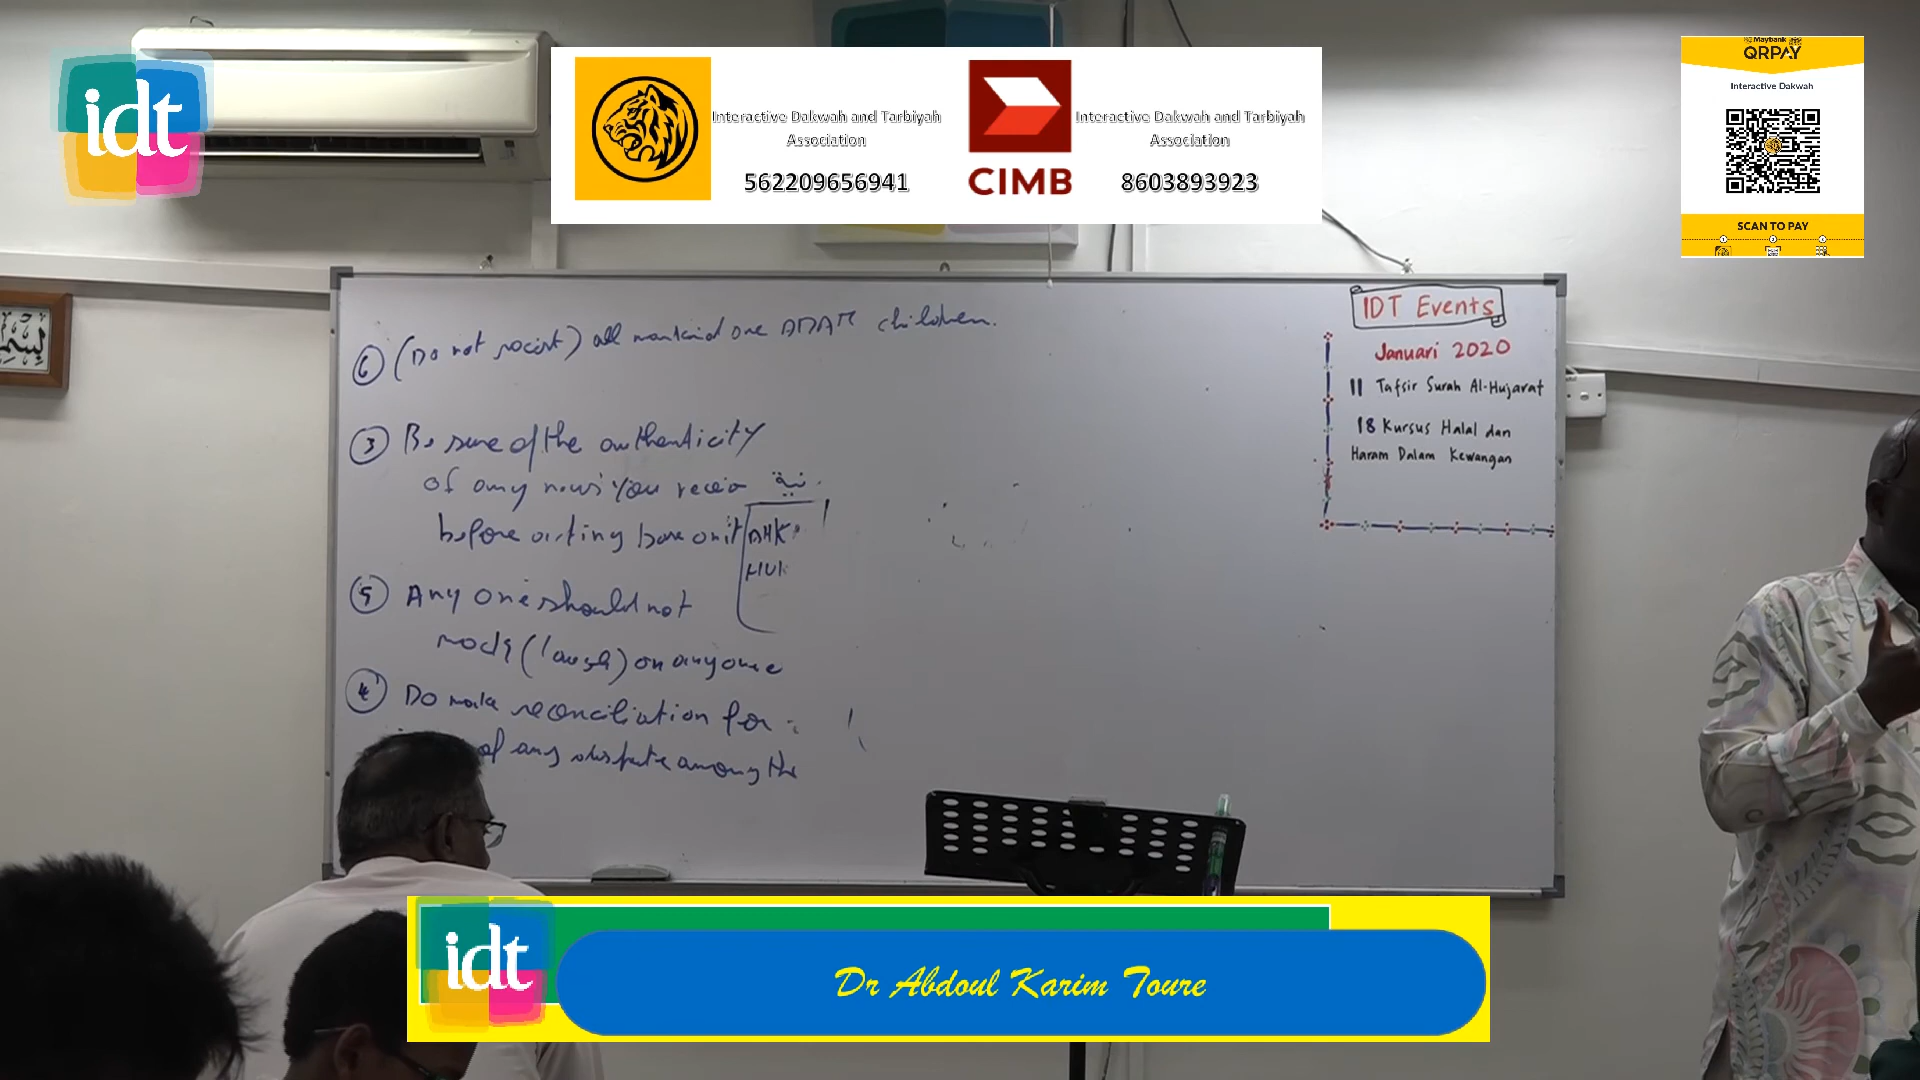 idt
Interactive Dakwah and Tarbiyah
Association
562209656941
CIMB
Interactive Dakwah and Tarbiyah
Association
8603893923
Maybank
QRPAY
Interactive Dakwah
SCAN TO PAY
6 (Do not racist) all mankind are ADAM children.
3 Be sure of the authenticity
of any news you
before acting base on it
5 Any one should not
mock (laugh) on anyone
4 Do make reconciliation for
of any dispute among the
IDT Events
Januari 2020
11 Tafsir Surah Al-Hujarat
18 Kursus Halal dan
Haram Dalam Kewangan
idt
Dr Abdoul Karim Toure